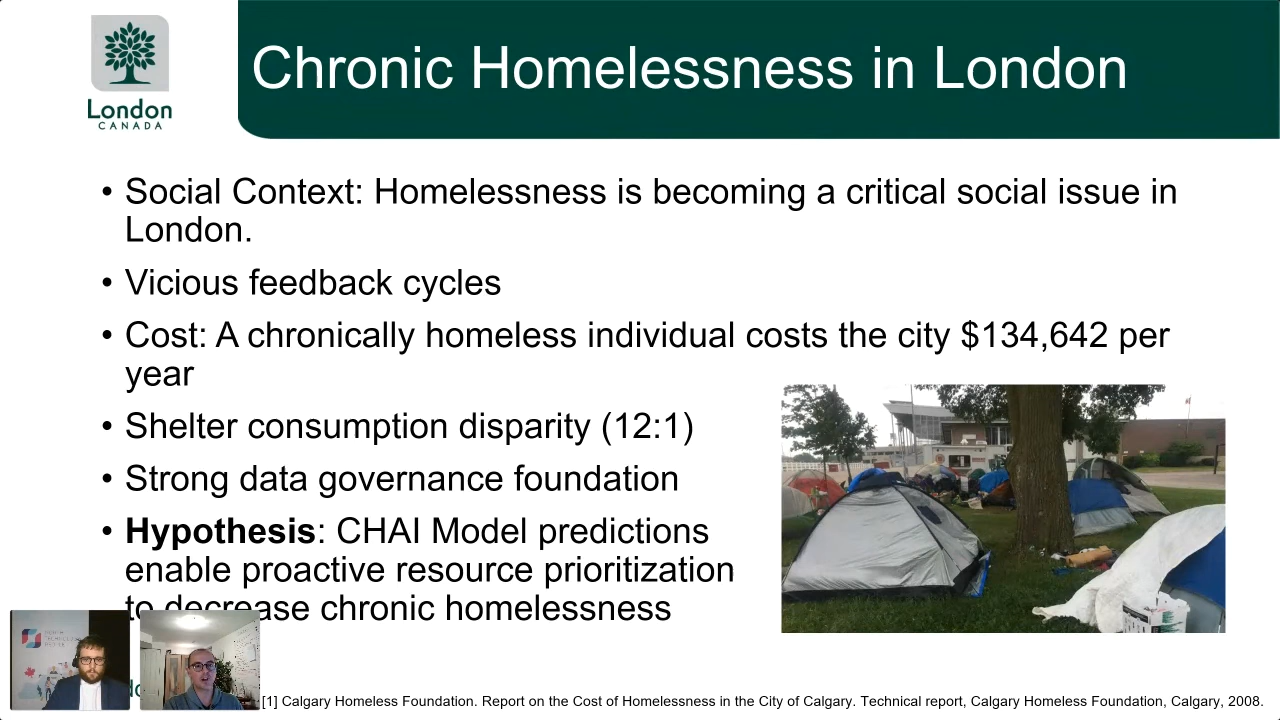 London
CANADA
Chronic Homelessness in London
• Social Context: Homelessness is becoming a critical social issue in
London.
• Vicious feedback cycles
• Cost: A chronically homeless individual costs the city $134,642 per
year
• Shelter consumption disparity (12:1)
• Strong data governance foundation
• Hypothesis: CHAI Model predictions
enable proactive resource prioritization
to decrease chronic homelessness
[1] Calgary Homeless Foundation. Report on the Cost of Homelessness in the City of Calgary. Technical report, Calgary Homeless Foundation, Calgary, 2008.